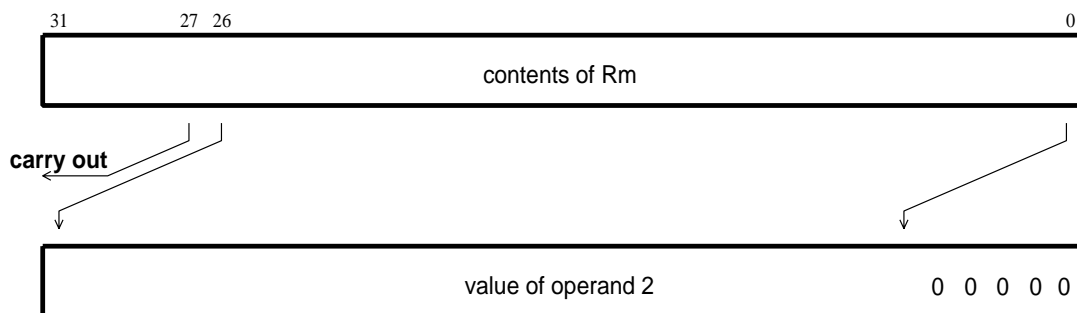 31 27 26 0
contents of Rm
carry out
value of operand 2 0 0 0 0 0